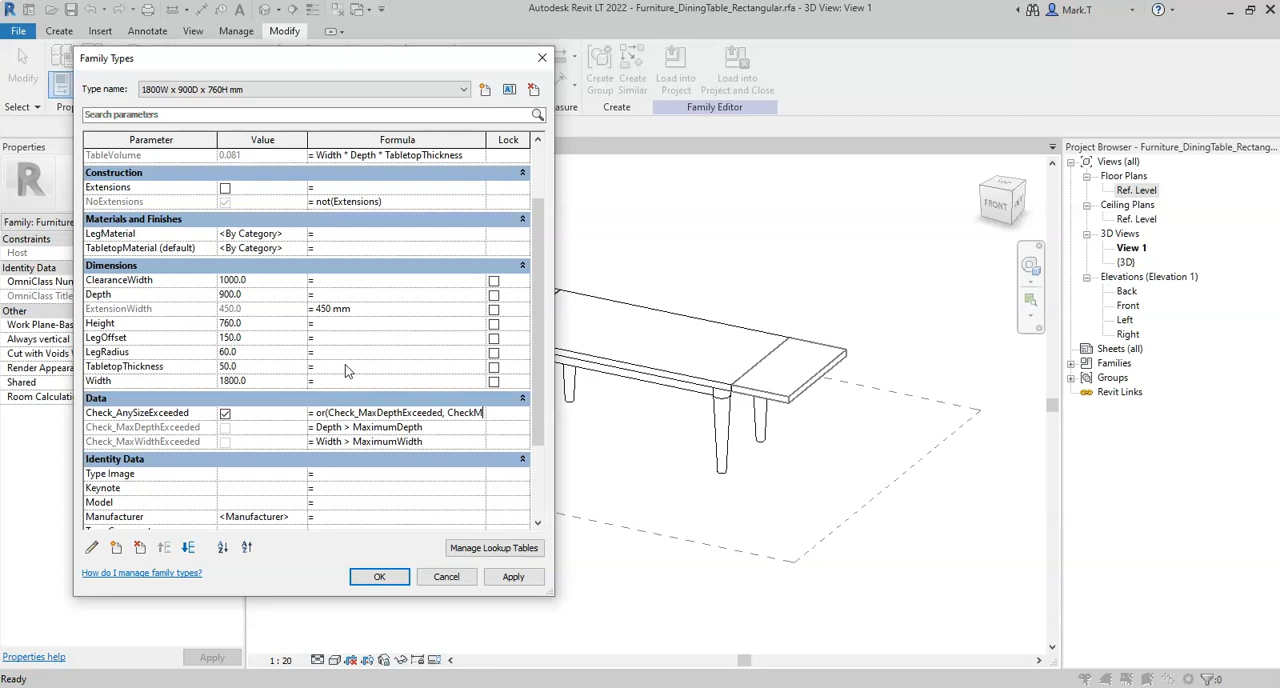 Autodesk Revit LT 2022 - Furniture_DiningTable_Rectangular.rfa - 3D View: View 1
Mark.T
File Create Insert Annotate View Manage Modify
Modify
Select
Prop
Family Types
Type name: 1800W x 900D x 760H mm
Search parameters
Parameter Value Formula Lock
TableVolume 0.081 = Width * Depth * TabletopThickness
Construction
Extensions =
NoExtensions = not(Extensions)
Materials and Finishes
LegMaterial <By Category> =
TabletopMaterial (default) <By Category> =
Dimensions
ClearanceWidth 1000.0 =
Depth 900.0 =
ExtensionWidth 450.0 = 450 mm
Height 760.0 =
LegOffset 150.0 =
LegRadius 60.0 =
TabletopThickness 50.0 =
Width 1800.0 =
Data
Check_AnySizeExceeded = or(Check_MaxDepthExceeded, CheckM
Check_MaxDepthExceeded = Depth > MaximumDepth
Check_MaxWidthExceeded = Width > MaximumWidth
Identity Data
Type Image =
Keynote =
Model =
Manufacturer <Manufacturer> =
Manage Lookup Tables
How do I manage family types?
OK Cancel Apply
asure
Create Group
Create Similar
Create
Load into Project
Load into Project and Close
Family Editor
Properties
R
Family: Furniture
Constraints
Host
Identity Data
OmniClass Num
OmniClass Title
Other
Work Plane-Bas
Always vertical
Cut with Voids W
Render Appeara
Shared
Room Calculation
Properties help
Apply
FRONT
Project Browser - Furniture_DiningTable_Rectang...
Views (all)
Floor Plans
Ref. Level
Ceiling Plans
Ref. Level
3D Views
View 1
{3D}
Elevations (Elevation 1)
Back
Front
Left
Right
Sheets (all)
Families
Groups
Revit Links
1 : 20
Ready
:0